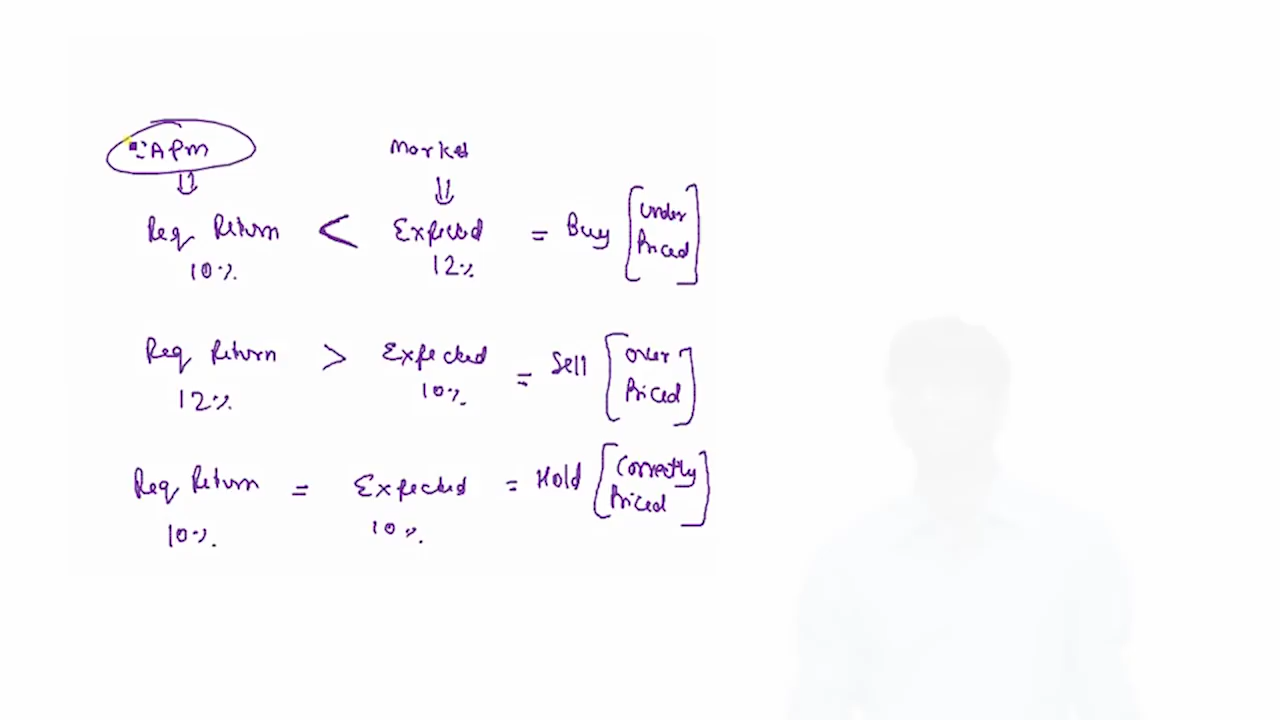 CAPM Market
Req Return < Expected = Buy [Under
Priced]
10% 12%
Req Return > Expected = Sell [Over
Priced]
12% 10%
Req Return = Expected = Hold [Correctly
Priced]
10% 10%